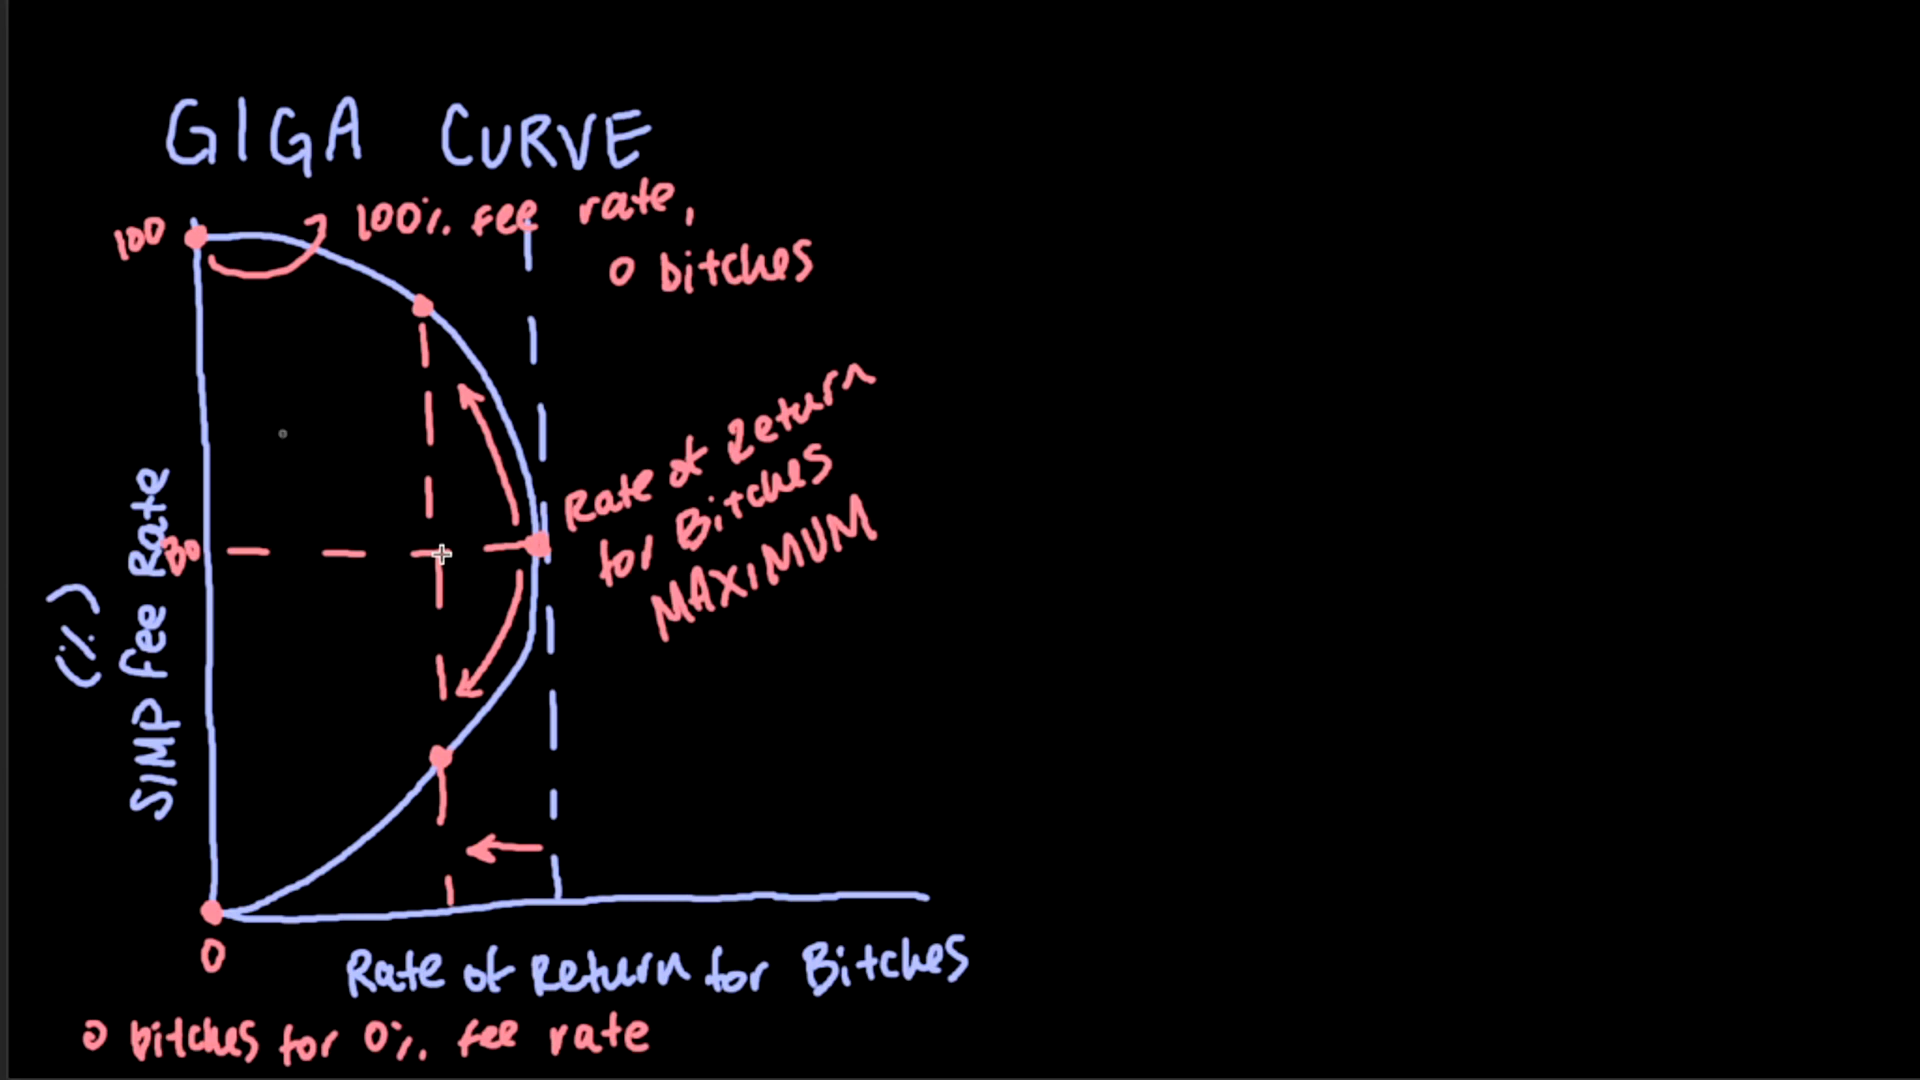 GIGA CURVE
100
100% fee rate,
0 bitches
Rate of Return
for Bitches
MAXIMUM
30
SIMP fee Rate
(%)
0
Rate of Return for Bitches
0 bitches for 0% fee rate